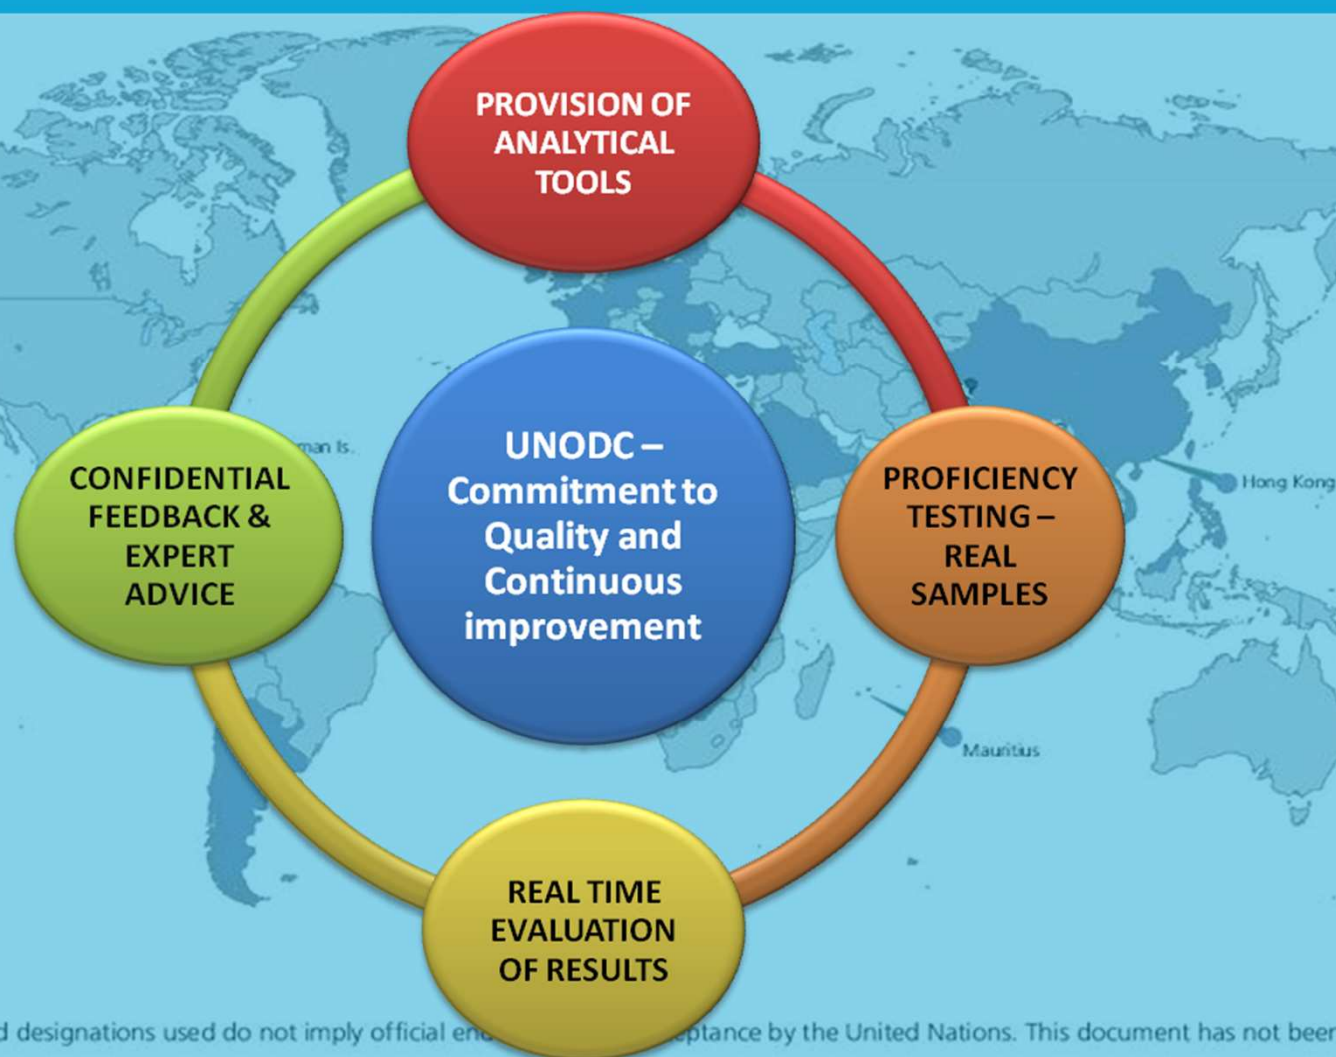 PROVISION OF
ANALYTICAL
TOOLS
CONFIDENTIAL
FEEDBACK &
EXPERT
ADVICE
UNODC –
Commitment to
Quality and
Continuous
improvement
PROFICIENCY
TESTING –
REAL
SAMPLES
man Is.
Hong Kong
Mauritius
REAL TIME
EVALUATION
OF RESULTS
designations used do not imply official by the United Nations. This document has not been